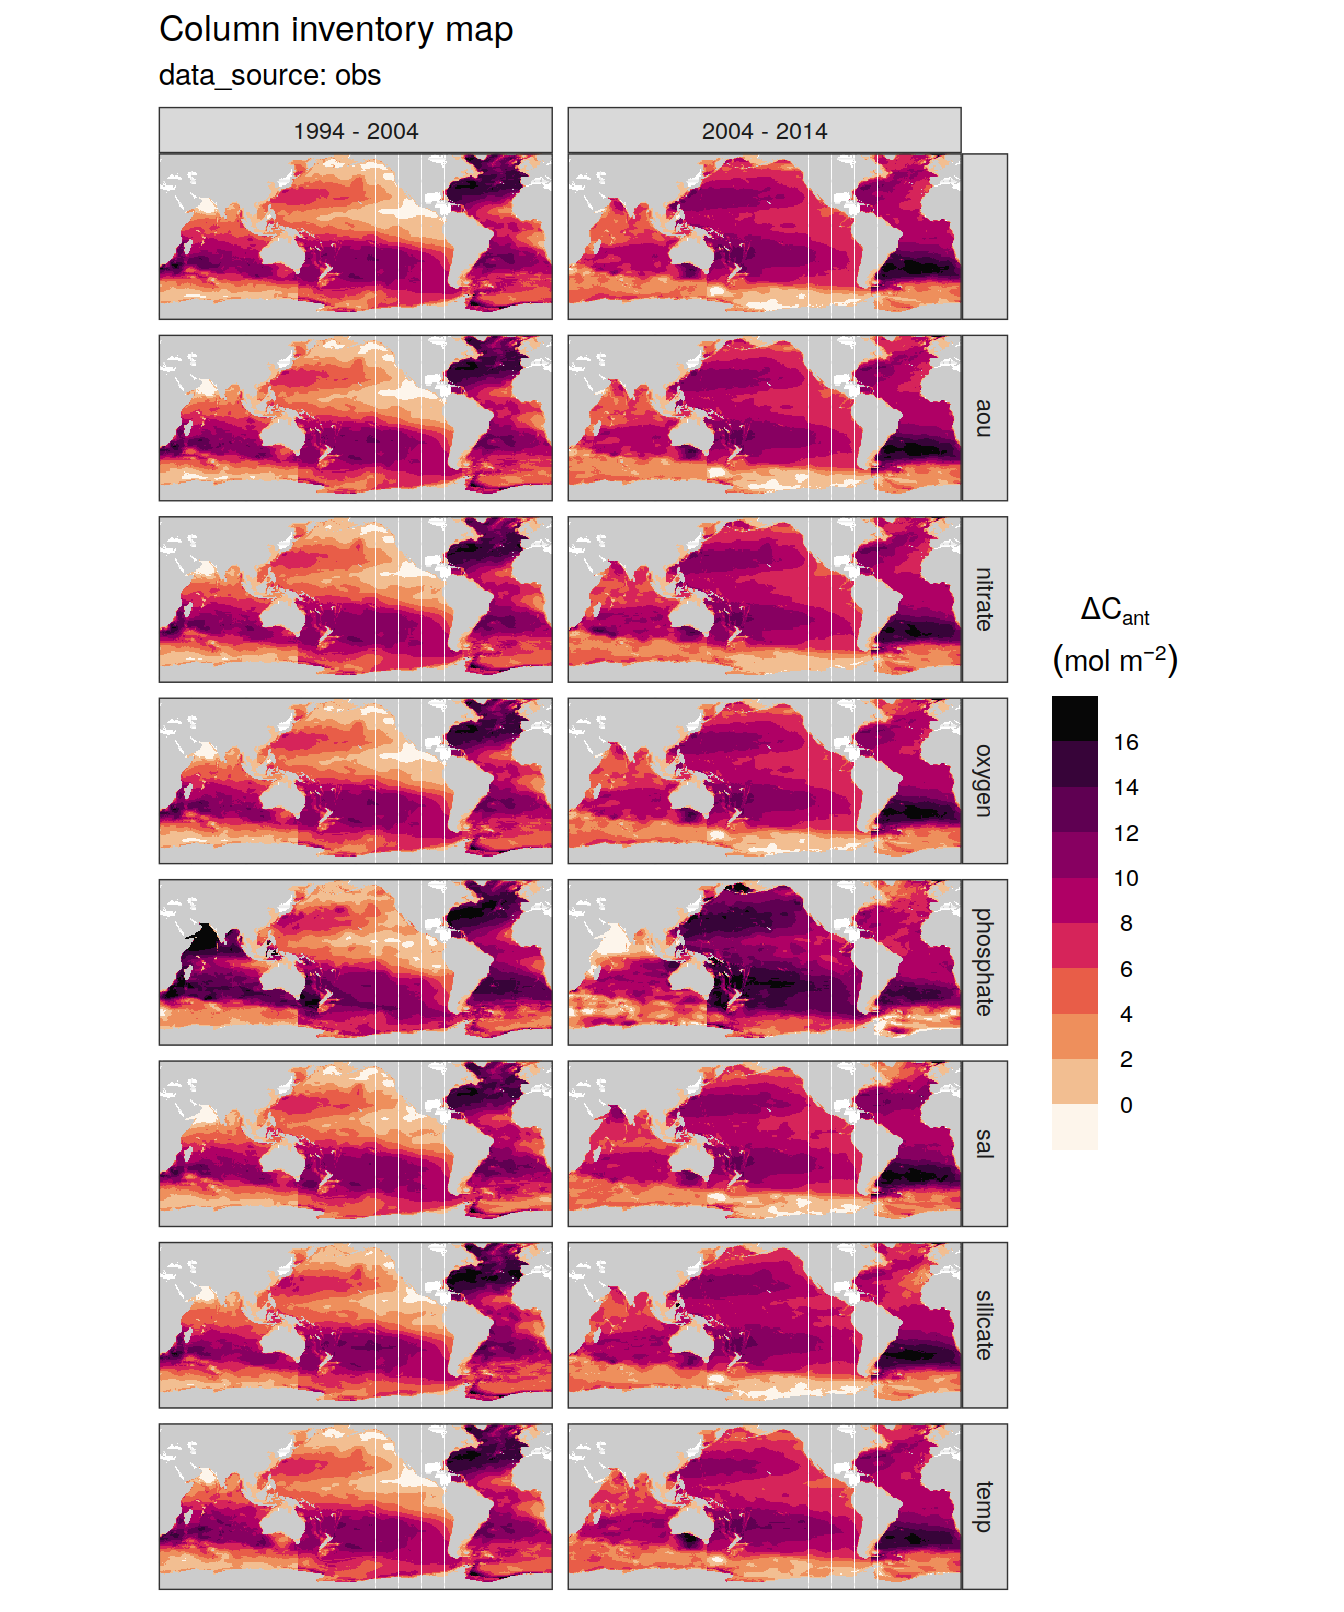 Column inventory map
data_source: obs
1994 - 2004
2004 - 2014
aou
nitrate
oxygen
phosphate
sal
silicate
temp
ΔCant
(mol m−2)
16
14
12
10
8
6
4
2
0